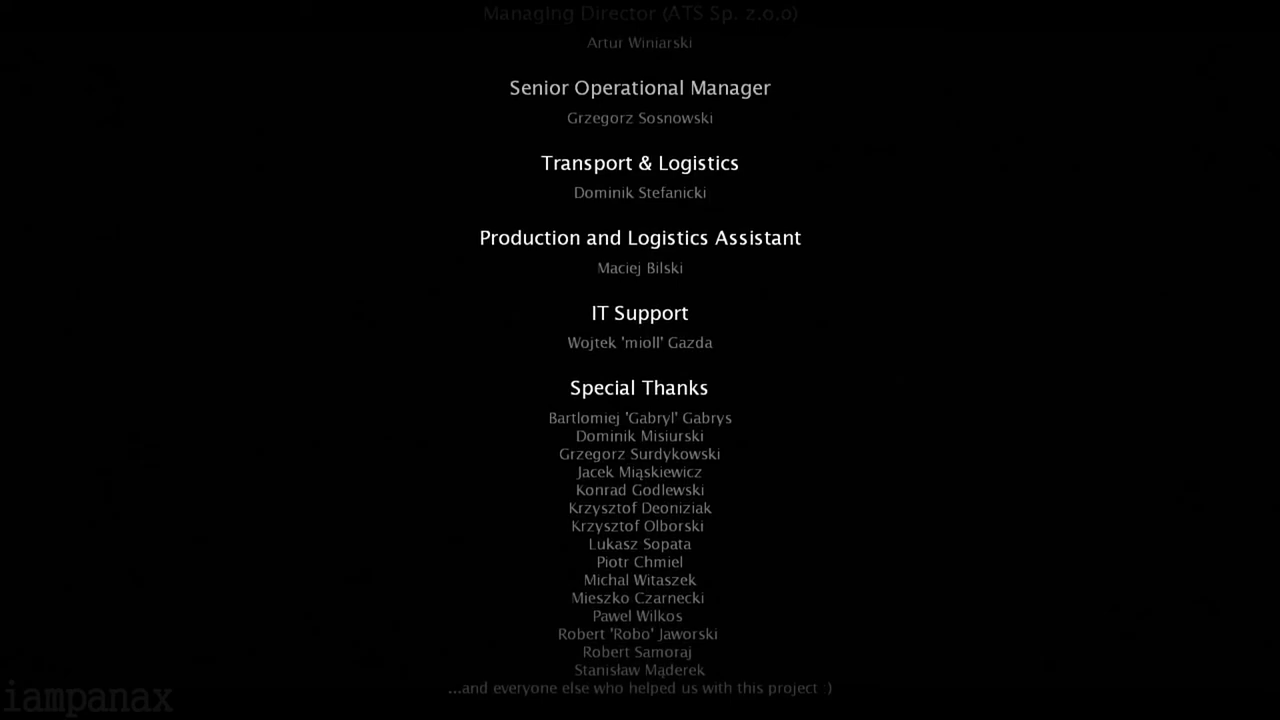 Managing Director (ATS Sp. z.o.o)
Artur Winiarski
Senior Operational Manager
Grzegorz Sosnowski
Transport & Logistics
Dominik Stefanicki
Production and Logistics Assistant
Maciej Bilski
IT Support
Wojtek 'mioll' Gazda
Special Thanks
Bartlomiej 'Gabryl' Gabrys
Dominik Misiurski
Grzegorz Surdykowski
Jacek Miąskiewicz
Konrad Godlewski
Krzysztof Deoniziak
Krzysztof Olborski
Lukasz Sopata
Piotr Chmiel
Michal Witaszek
Mieszko Czarnecki
Pawel Wilkos
Robert 'Robo' Jaworski
Robert Samoraj
Stanisław Mąderek
...and everyone else who helped us with this project :)
iampanax